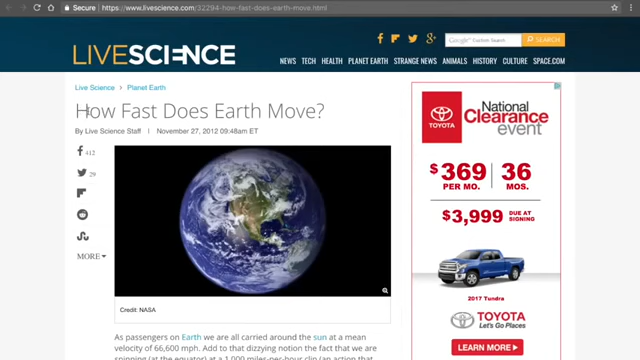 Secure | https://www.livescience.com/32294-how-fast-does-earth-move.html
LIVESCIENCE
Google Custom Search
SEARCH
NEWS TECH HEALTH PLANET EARTH STRANGE NEWS ANIMALS HISTORY CULTURE SPACE.COM
Live Science > Planet Earth
How Fast Does Earth Move?
By Live Science Staff | November 27, 2012 09:48am ET
412
29
MORE
Credit: NASA
As passengers on Earth we are all carried around the sun at a mean
velocity of 66,600 mph. Add to that dizzying notion the fact that we are
spinning (at the equator) at a 1,000 miles-per-hour clip (an action that
TOYOTA
National
Clearance
event
$369 PER MO.
36 MOS.
$3,999 DUE AT SIGNING
2017 Tundra
TOYOTA
Let's Go Places
LEARN MORE